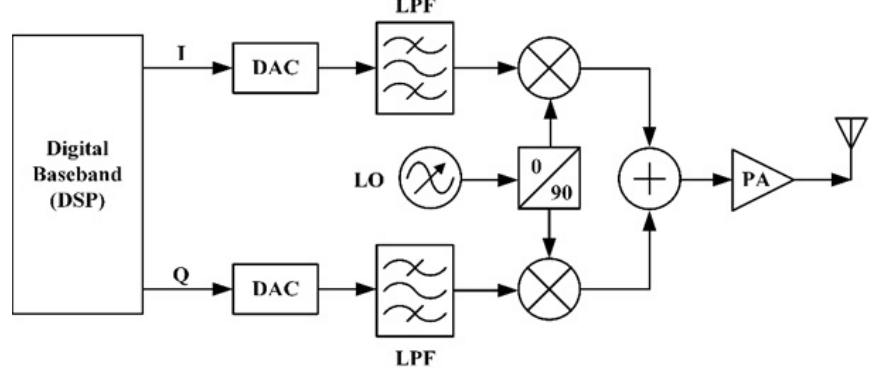 LPF
I
DAC
Digital
Baseband
(DSP)
LO
0
90
PA
Q
DAC
LPF